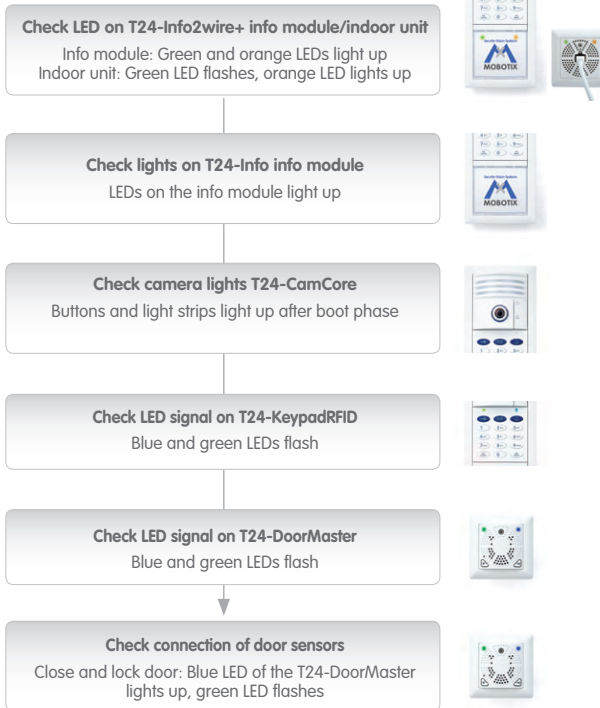 Check LED on T24-Info2wire+ info module/indoor unit
Info module: Green and orange LEDs light up
Indoor unit: Green LED flashes, orange LED lights up
MOBOTIX
Check lights on T24-Info info module
LEDs on the info module light up
MOBOTIX
Check camera lights T24-CamCore
Buttons and light strips light up after boot phase
Check LED signal on T24-KeypadRFID
Blue and green LEDs flash
Check LED signal on T24-DoorMaster
Blue and green LEDs flash
Check connection of door sensors
Close and lock door: Blue LED of the T24-DoorMaster
lights up, green LED flashes